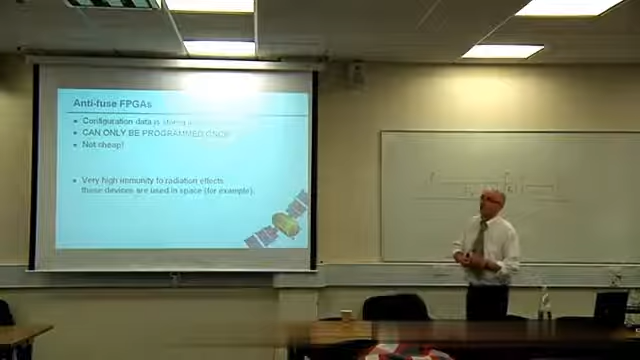 Anti-fuse FPGAs
Configuration data is stored
CAN ONLY BE PROGRAMMED ONCE
Not cheap!
Very high immunity to radiation effects
these devices are used in space (for example).